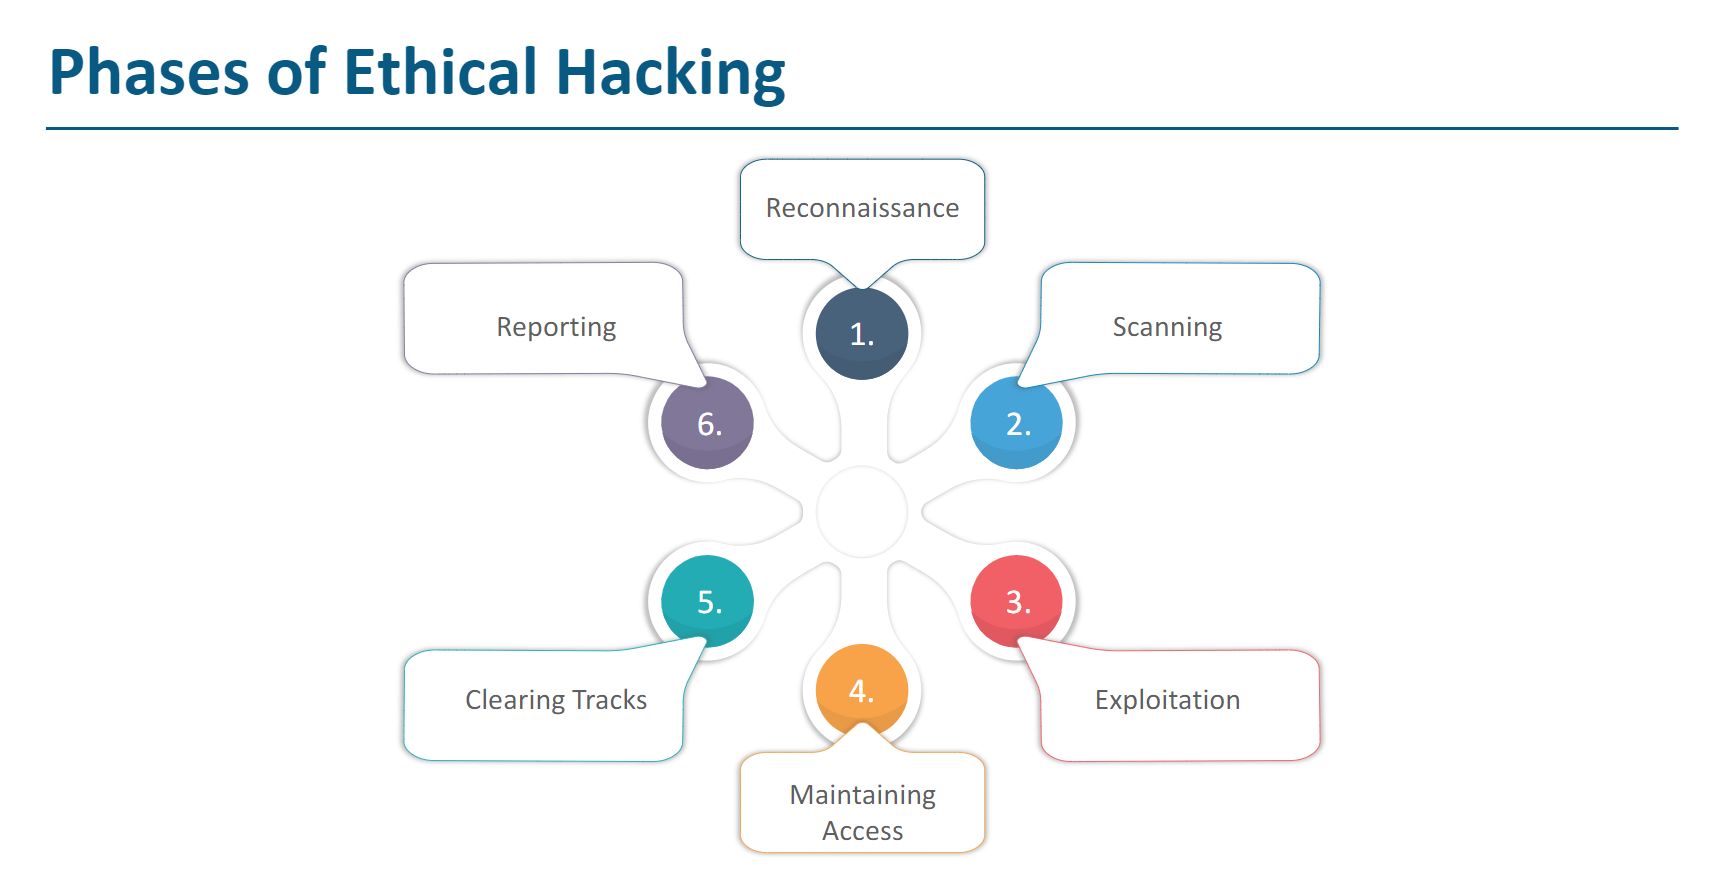 Phases of Ethical Hacking
Reconnaissance
1.
Scanning
2.
Exploitation
3.
Maintaining
Access
4.
Clearing Tracks
5.
Reporting
6.